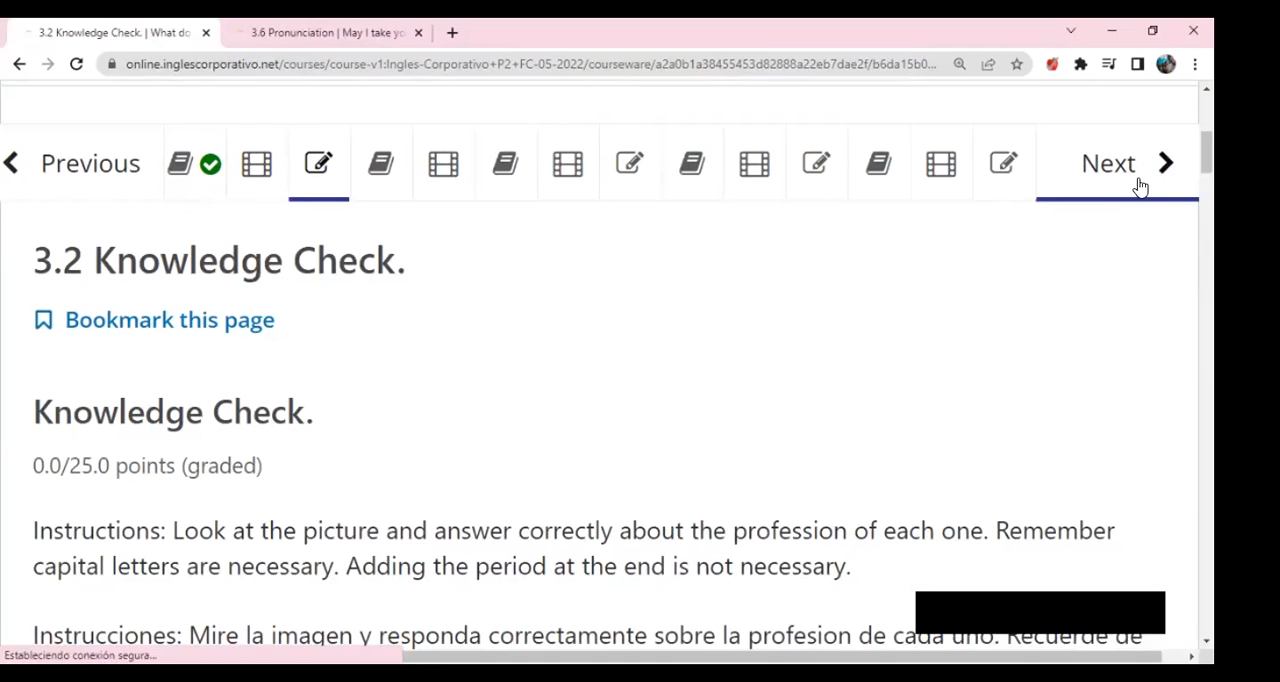 3.2 Knowledge Check. | What do
3.6 Pronunciation | May I take yo
online.inglescorporativo.net/courses/course-v1:Ingles-Corporativo+P2+FC-05-2022/courseware/a2a0b1a38455453d82888a22eb7dae2f/b6da15b0...
Previous
Next
3.2 Knowledge Check.
Bookmark this page
Knowledge Check.
0.0/25.0 points (graded)
Instructions: Look at the picture and answer correctly about the profession of each one. Remember
capital letters are necessary. Adding the period at the end is not necessary.
Instrucciones: Mire la imagen y responda correctamente sobre la profesion de cada uno. Recuerde de
Estableciendo conexión segura...